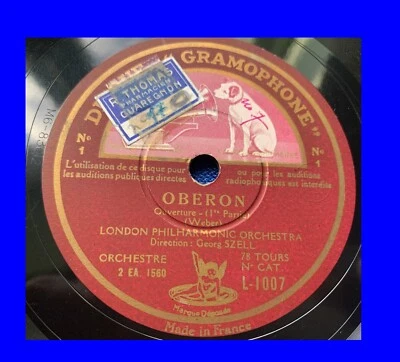 GRAMOPHONE"
R. THOMAS
PHARMACIEN
QUAREGNON
No
1
No
1
L'utilisation de ce disque pour
les auditions publiques directes
ou pour les auditions
radiophoniques est interdite
OBERON
Ouverture - (1re Partie)
(Weber)
LONDON PHILHARMONIC ORCHESTRA
Direction : Georg SZELL
ORCHESTRE
2 EA. 1560
78 TOURS
No CAT.
L-1007
Marque Déposée
Made in France